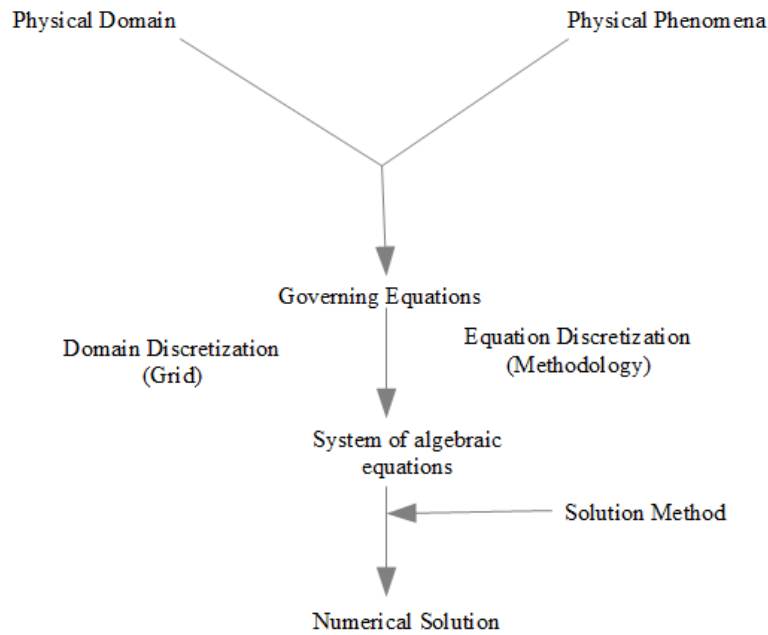 Physical Domain
Physical Phenomena
Governing Equations
Domain Discretization
(Grid)
Equation Discretization
(Methodology)
System of algebraic
equations
Solution Method
Numerical Solution